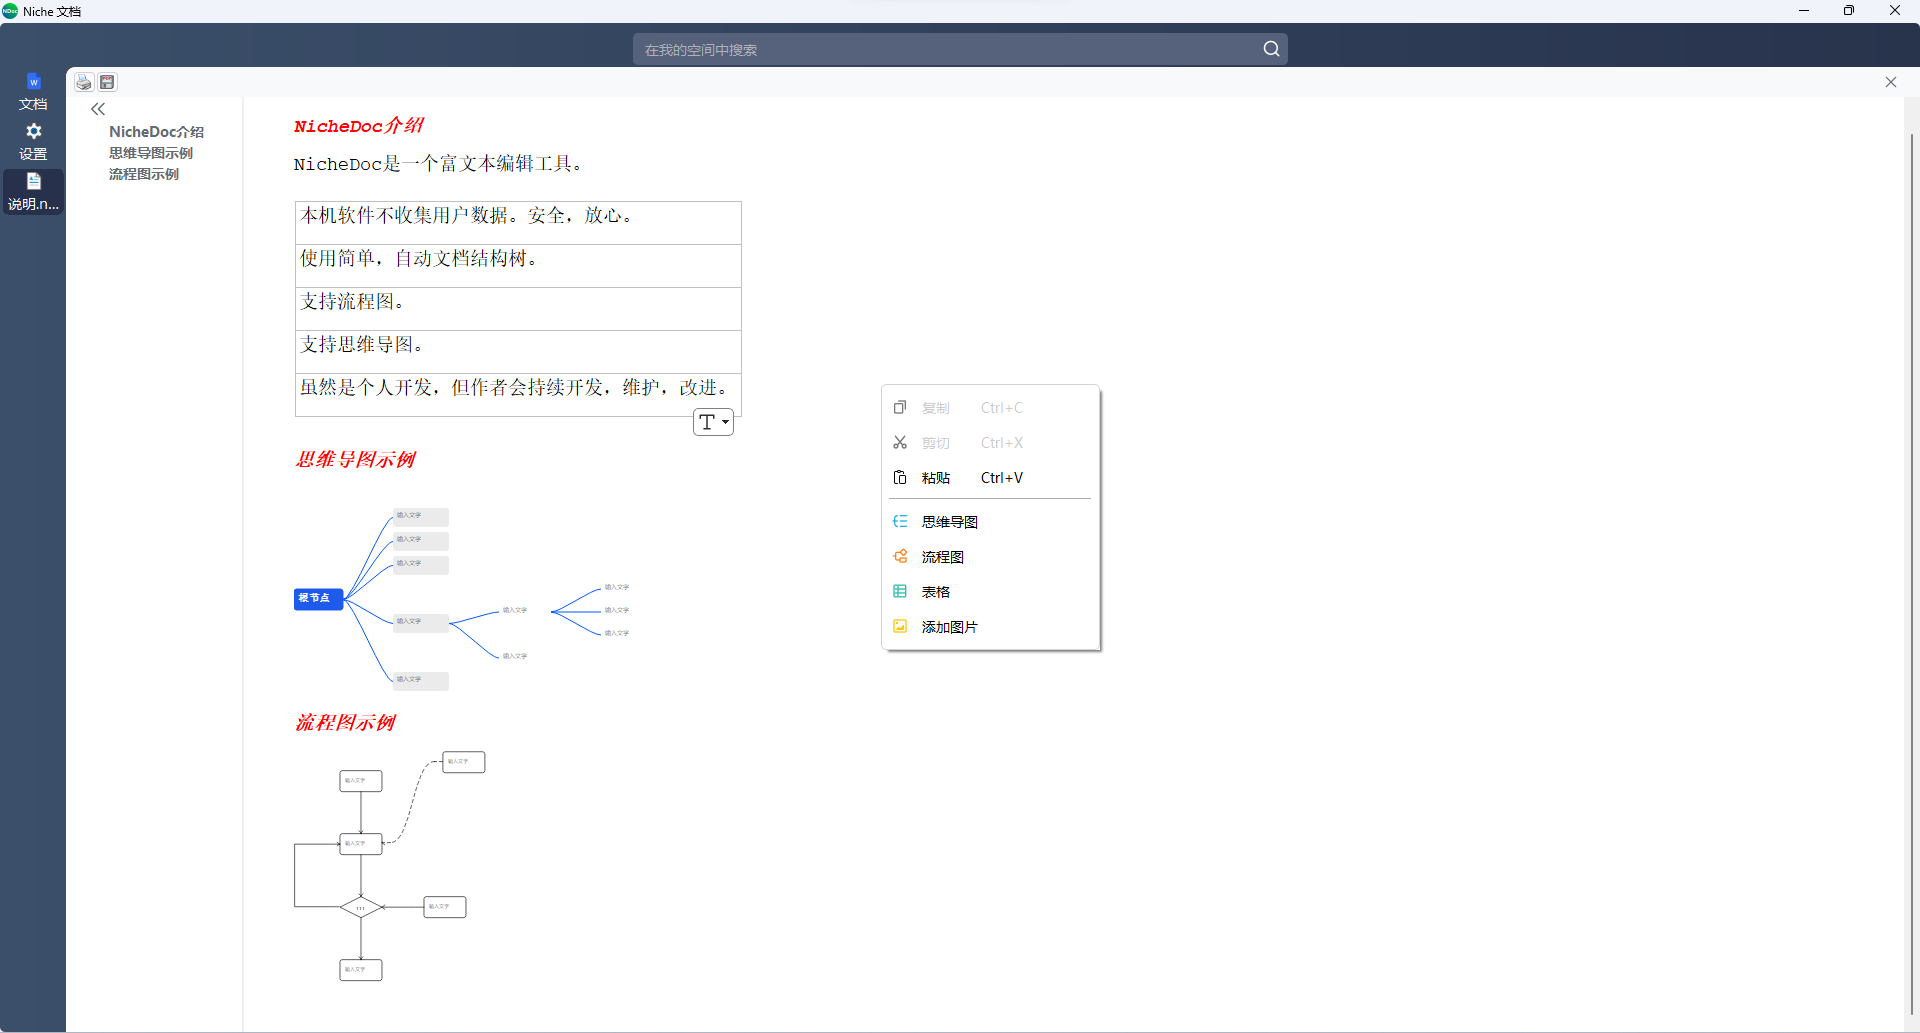 NDoc Niche 文档
在我的空间中搜索
文档
设置
说明.n...
NicheDoc介绍
思维导图示例
流程图示例
NicheDoc介绍
NicheDoc是一个富文本编辑工具。
本机软件不收集用户数据。安全，放心。
使用简单，自动文档结构树。
支持流程图。
支持思维导图。
虽然是个人开发，但作者会持续开发，维护，改进。
T
思维导图示例
输入文字
输入文字
输入文字
根节点
输入文字
输入文字
输入文字
输入文字
输入文字
输入文字
输入文字
输入文字
流程图示例
输入文字
输入文字
输入文字
输入文字
输入文字
复制 Ctrl+C
剪切 Ctrl+X
粘贴 Ctrl+V
思维导图
流程图
表格
添加图片